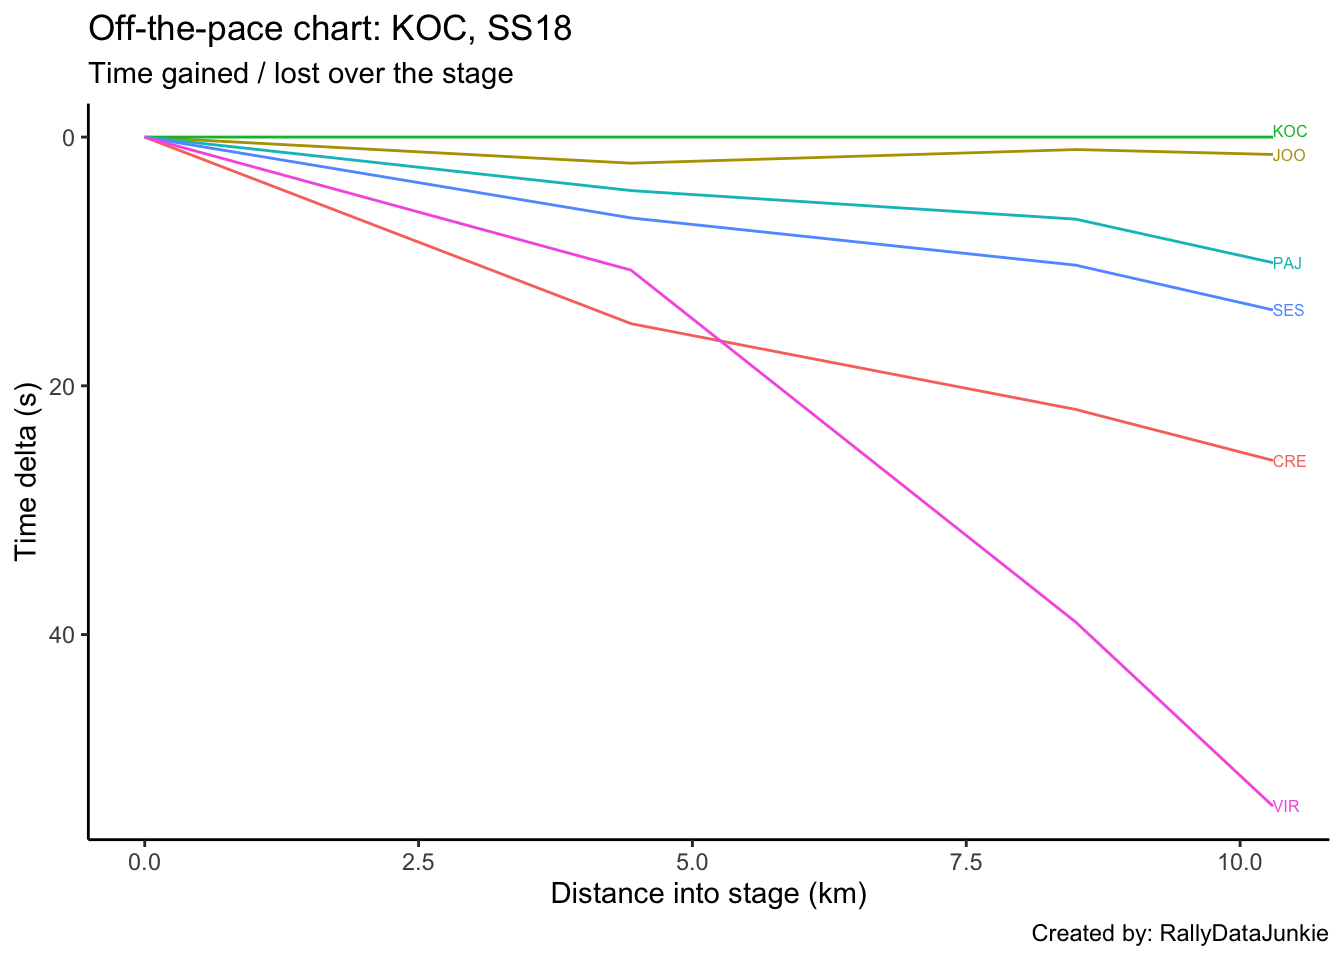 Off-the-pace chart: KOC, SS18
Time gained / lost over the stage
Time delta (s)
0
20
40
KOC
JOO
PAJ
SES
CRE
VIR
0.0 2.5 5.0 7.5 10.0
Distance into stage (km)
Created by: RallyDataJunkie